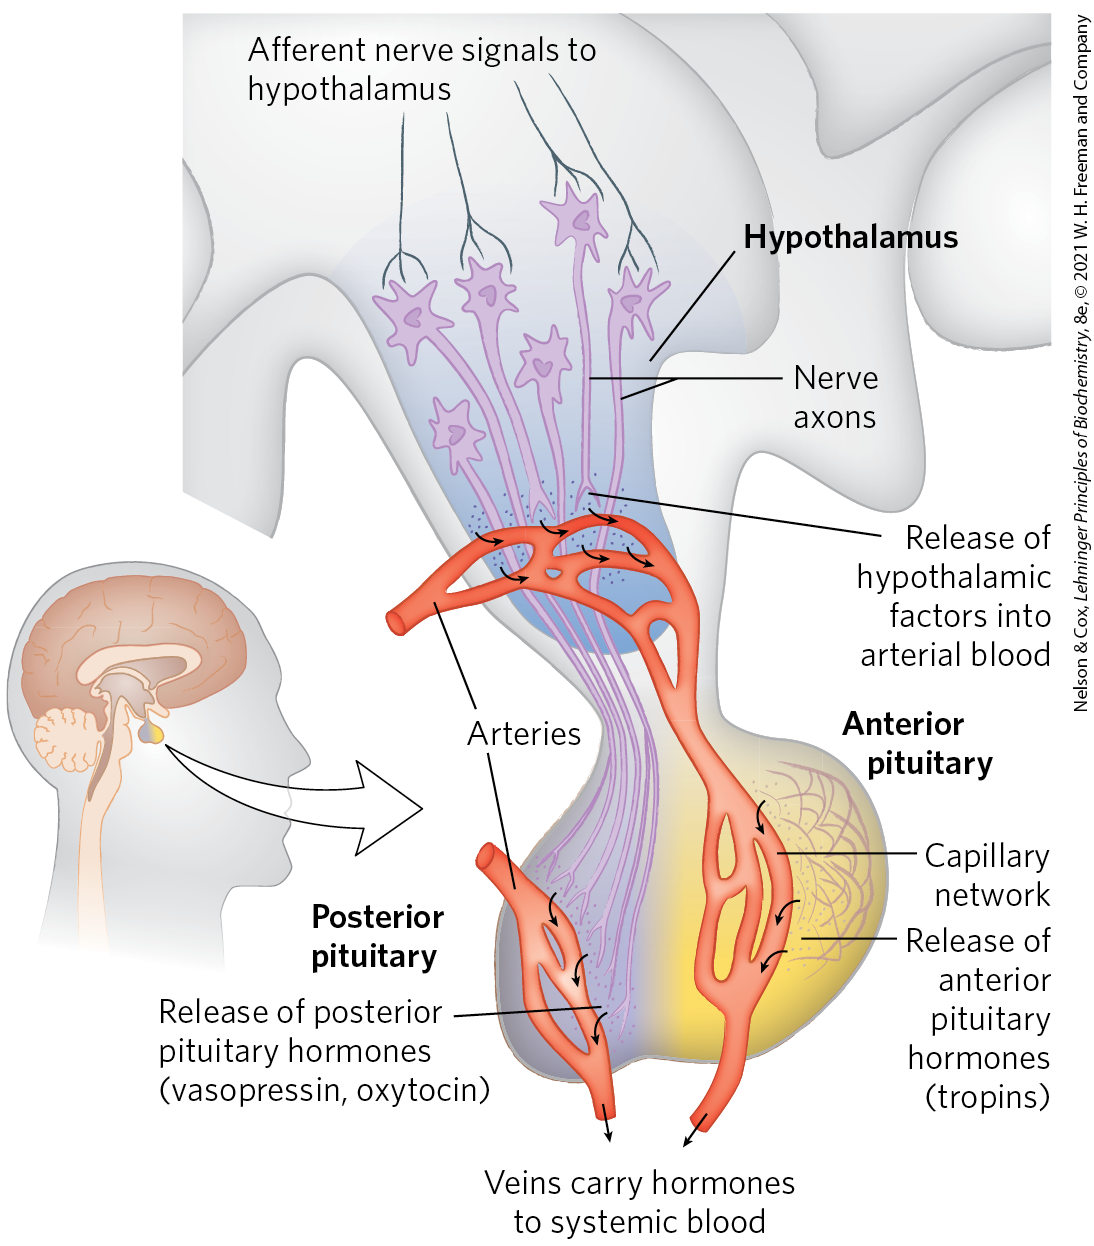 Afferent nerve signals to
hypothalamus
Hypothalamus
Nerve
axons
Release of
hypothalamic
factors into
arterial blood
Arteries
Anterior
pituitary
Capillary
network
Posterior
pituitary
Release of
anterior
pituitary
hormones
(tropins)
Release of posterior
pituitary hormones
(vasopressin, oxytocin)
Veins carry hormones
to systemic blood
Nelson & Cox, Lehninger Principles of Biochemistry, 8e, © 2021 W. H. Freeman and Company